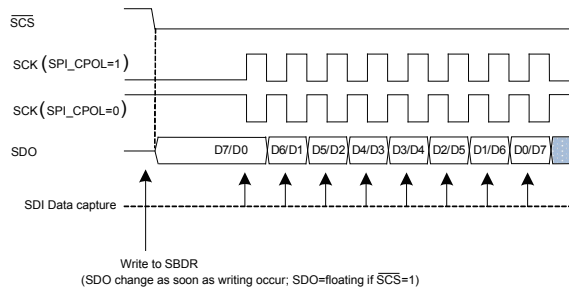 SCS
SCK (SPI_CPOL=1)
SCK (SPI_CPOL=0)
SDO D7/D0 D6/D1 D5/D2 D4/D3 D3/D4 D2/D5 D1/D6 D0/D7
SDI Data capture
Write to SBDR
(SDO change as soon as writing occur; SDO=floating if SCS=1)